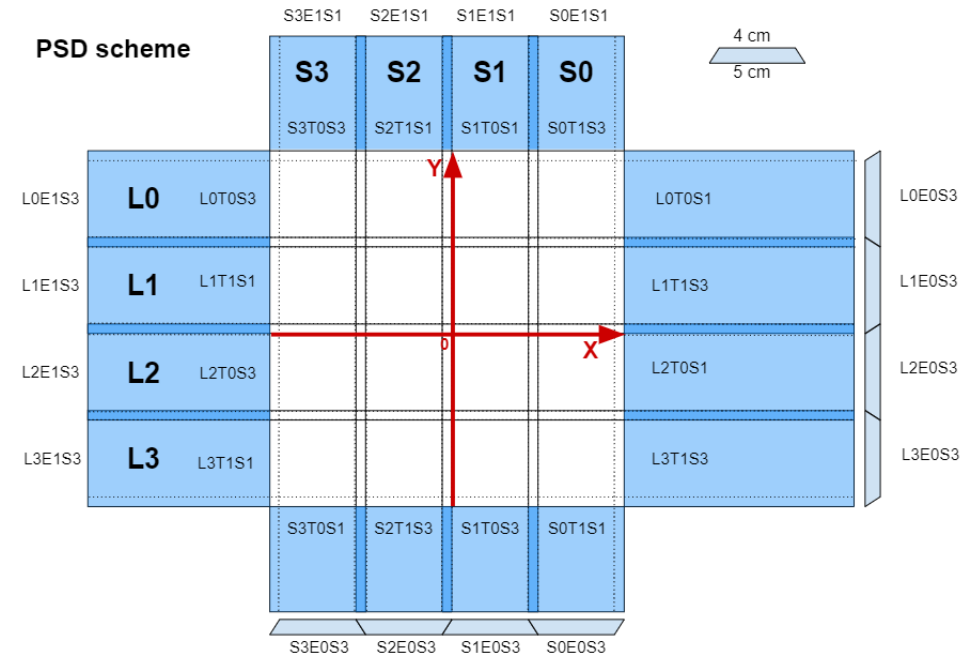 S3E1S1 S2E1S1 S1E1S1 S0E1S1
PSD scheme
4 cm
5 cm
S3 S2 S1 S0
S3T0S3 S2T1S1 S1T0S1 S0T1S3
Y
L0E1S3 L0 L0T0S3 L0T0S1 L0E0S3
L1E1S3 L1 L1T1S1 L1T1S3 L1E0S3
0
X
L2E1S3 L2 L2T0S3 L2T0S1 L2E0S3
L3E1S3 L3 L3T1S1 L3T1S3 L3E0S3
S3T0S1 S2T1S3 S1T0S3 S0T1S1
S3E0S3 S2E0S3 S1E0S3 S0E0S3